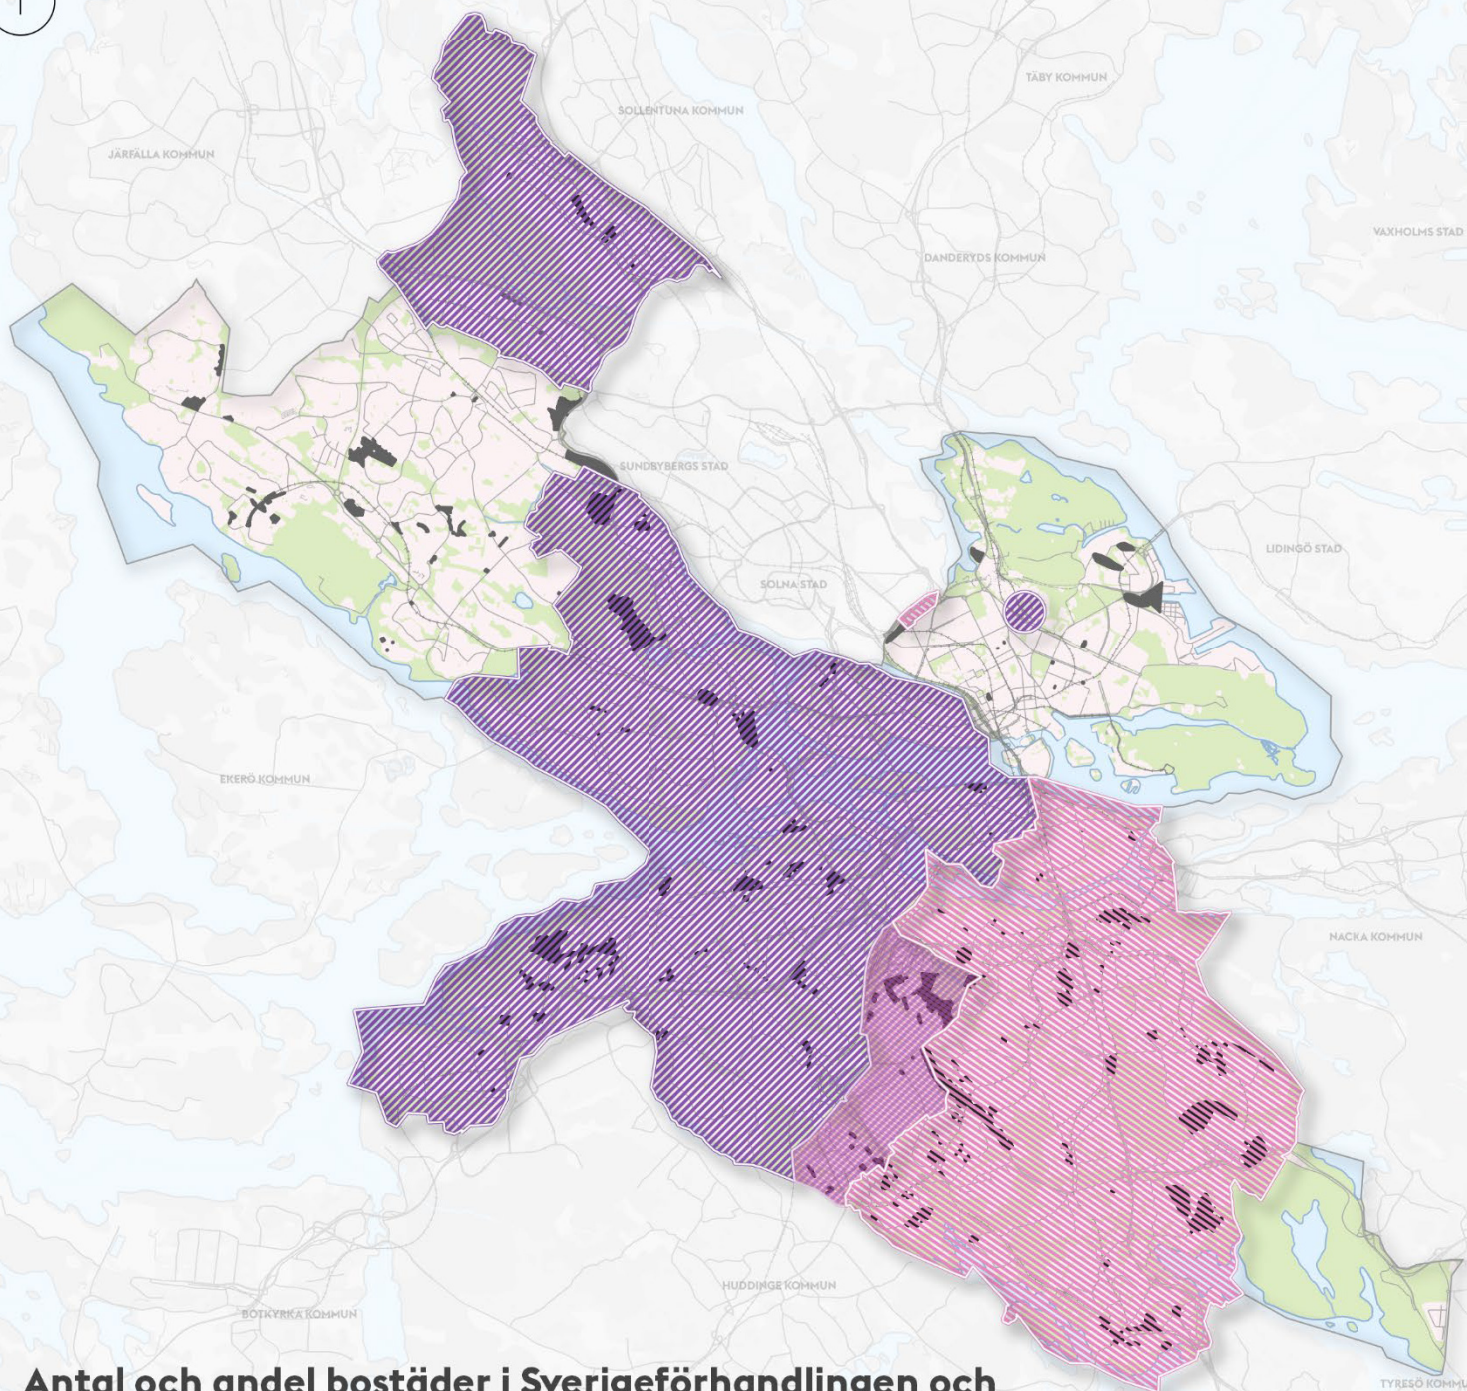 TÄBY KOMMUN
SOLLENTUNA KOMMUN
JÄRFÄLLA KOMMUN
VAXHOLMS STAD
DANDERYDS KOMMUN
SUNDBYBERGS STAD
LIDINGÖ STAD
SOLNA STAD
EKERÖ KOMMUN
NACKA KOMMUN
HUDDINGE KOMMUN
BOTKYRKA KOMMUN
TYRESÖ KOMMU
Antal och andel bostäder i Sverigeförhandlingen och